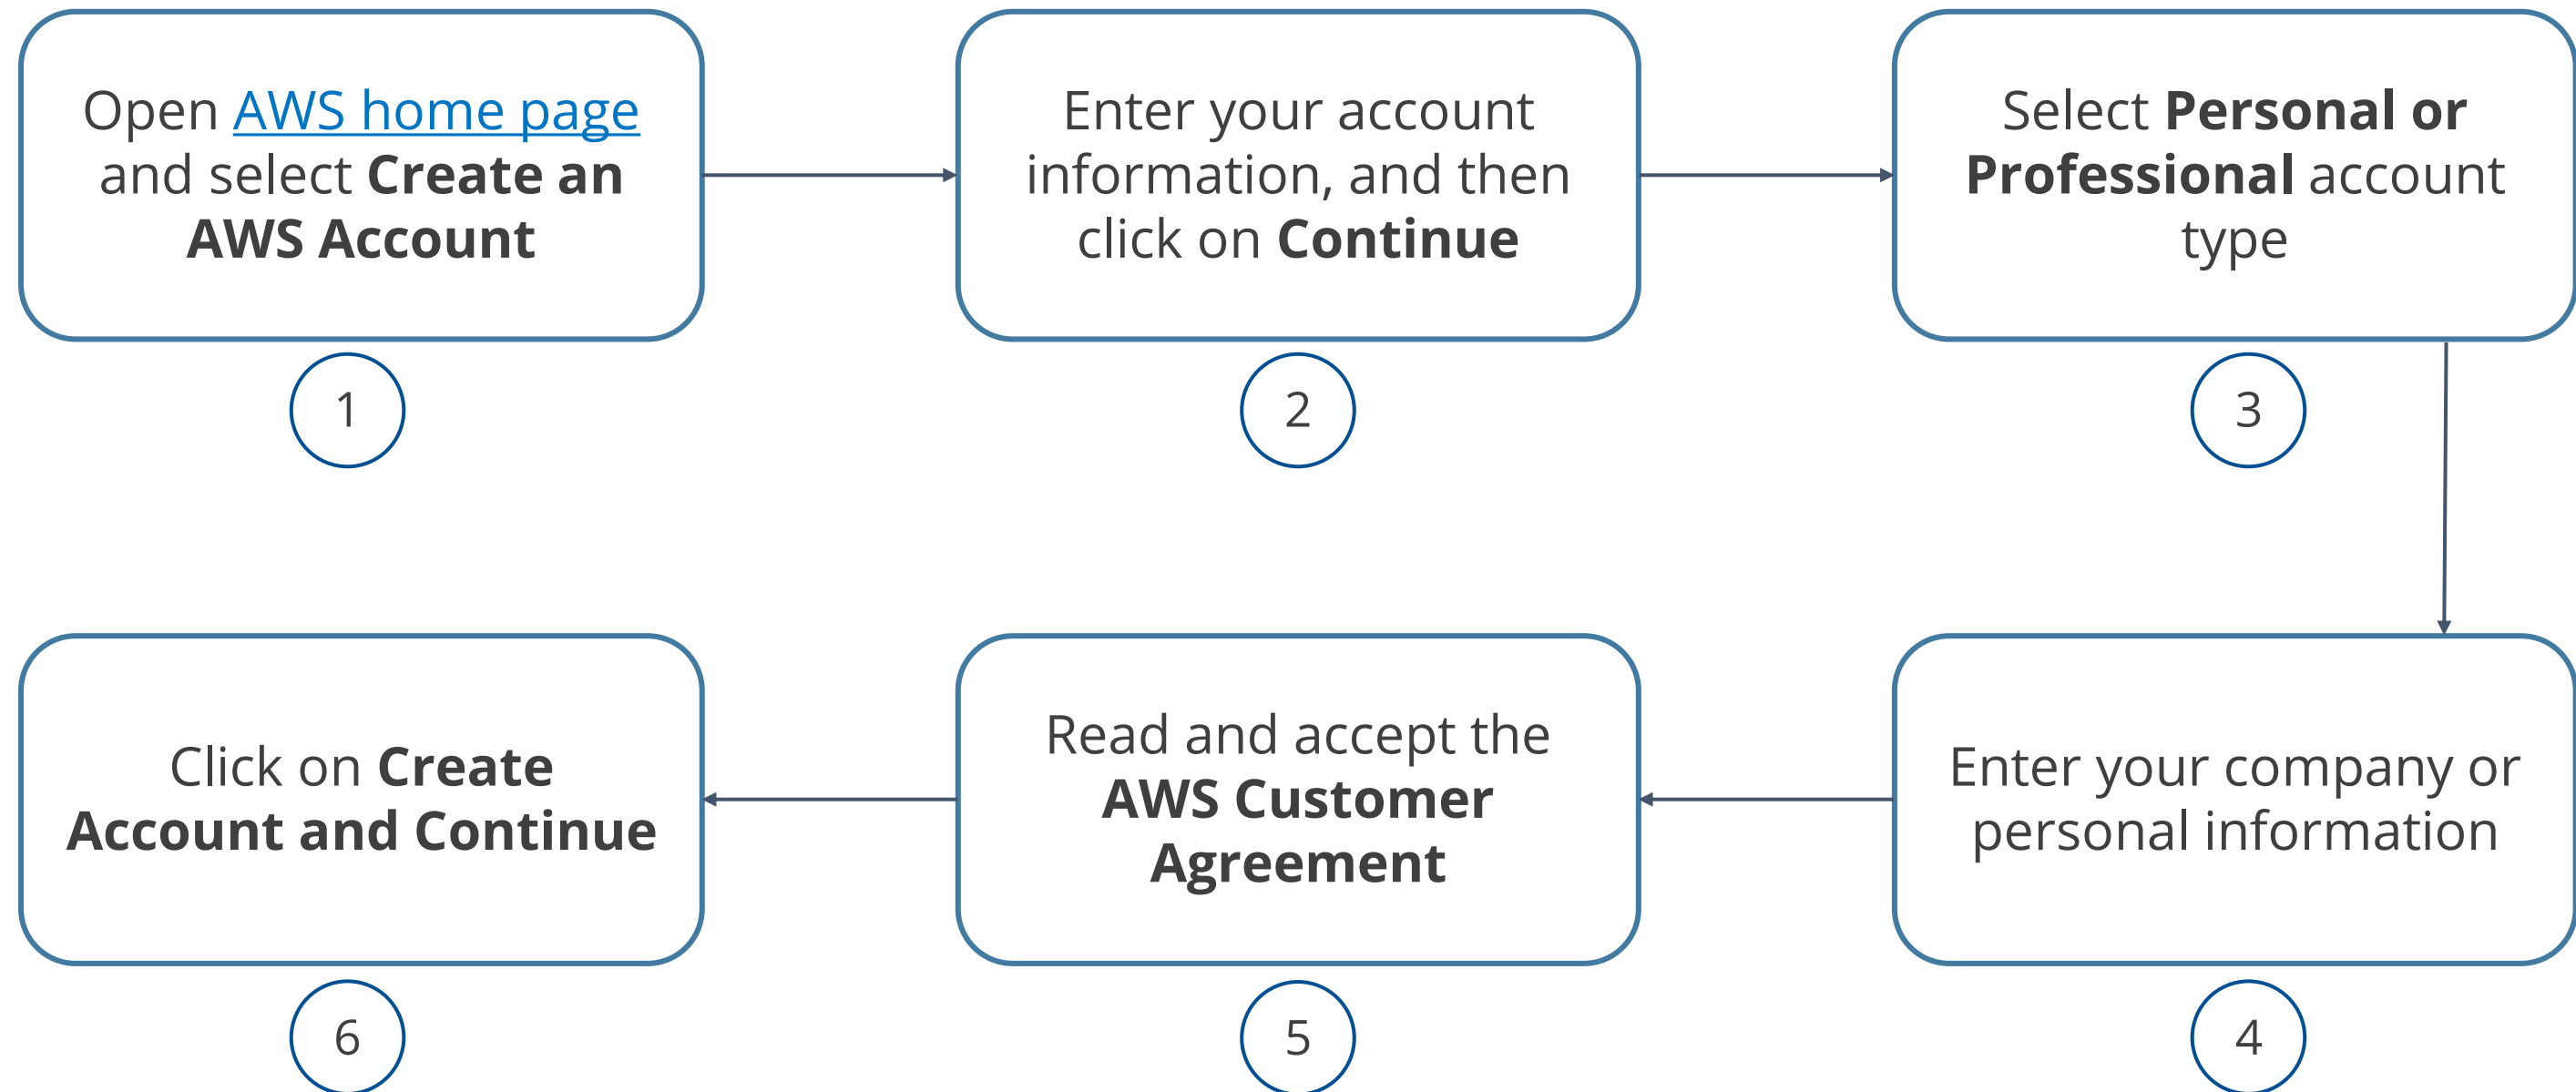 Open AWS home page
and select Create an
AWS Account
1
Enter your account
information, and then
click on Continue
2
Select Personal or
Professional account
type
3
Enter your company or
personal information
4
Read and accept the
AWS Customer
Agreement
5
Click on Create
Account and Continue
6